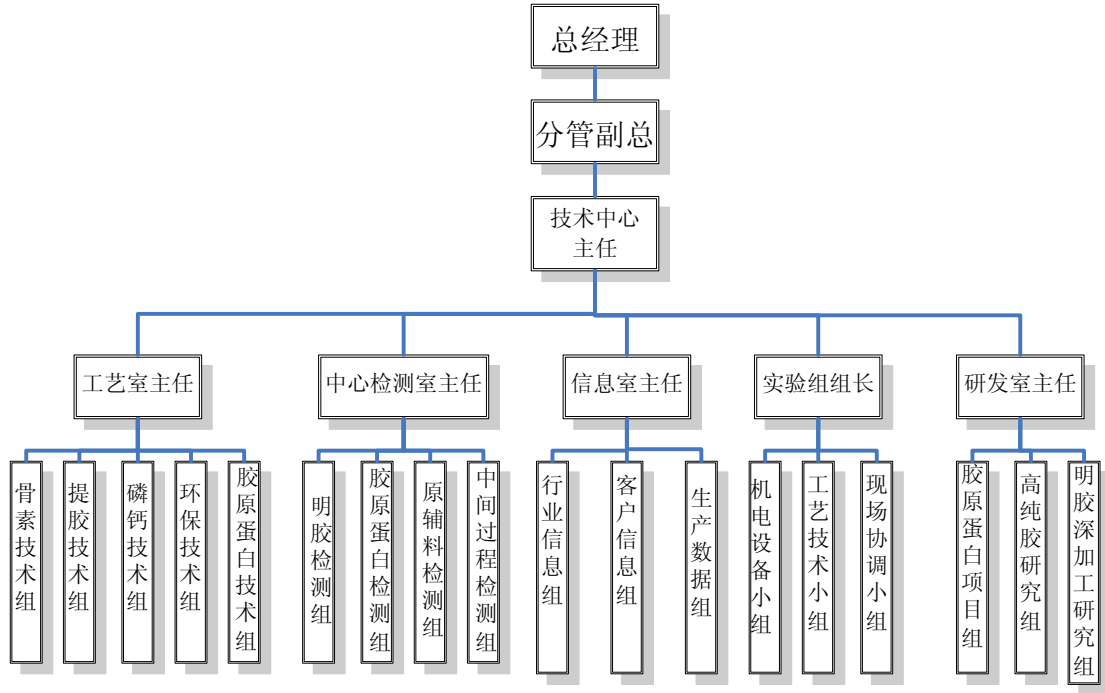 总经理
分管副总
技术中心
主任
工艺室主任
中心检测室主任
信息室主任
实验组组长
研发室主任
骨素技术组
提胶技术组
磷钙技术组
环保技术组
胶原蛋白技术组
明胶检测组
胶原蛋白检测组
原辅料检测组
中间过程检测组
行业信息组
客户信息组
生产数据组
机电设备小组
工艺技术小组
现场协调小组
胶原蛋白项目组
高纯胶研究组
明胶深加工研究组